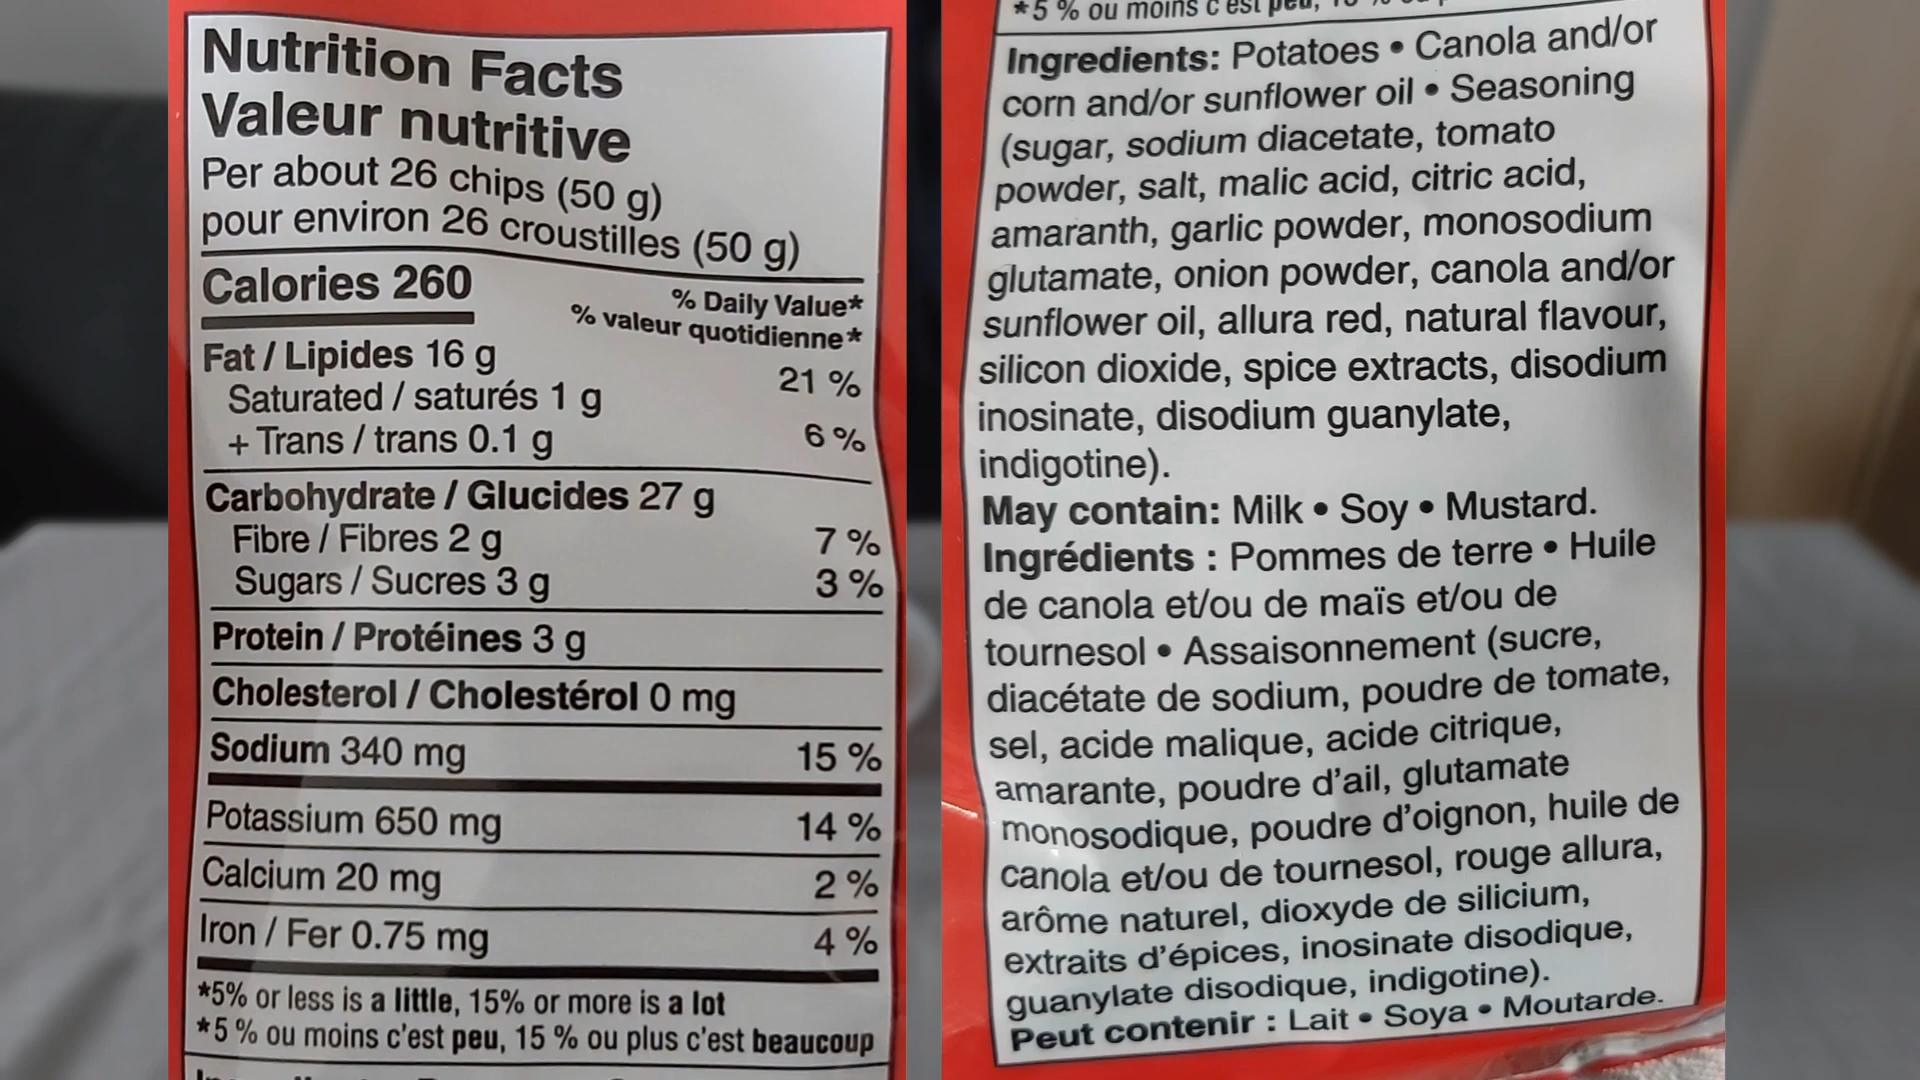 Nutrition Facts
Valeur nutritive
Per about 26 chips (50 g)
pour environ 26 croustilles (50 g)
Calories 260
% Daily Value*
% valeur quotidienne*
Fat / Lipides 16 g
21 %
Saturated / saturés 1 g
+ Trans / trans 0.1 g
6 %
Carbohydrate / Glucides 27 g
Fibre / Fibres 2 g
7 %
Sugars / Sucres 3 g
3 %
Protein / Protéines 3 g
Cholesterol / Cholestérol 0 mg
Sodium 340 mg
15 %
Potassium 650 mg
14 %
Calcium 20 mg
2 %
Iron / Fer 0.75 mg
4 %
*5% or less is a little, 15% or more is a lot
*5 % ou moins c'est peu, 15 % ou plus c'est beaucoup
*5 % ou moins c'est peu,
Ingredients: Potatoes • Canola and/or
corn and/or sunflower oil • Seasoning
(sugar, sodium diacetate, tomato
powder, salt, malic acid, citric acid,
amaranth, garlic powder, monosodium
glutamate, onion powder, canola and/or
sunflower oil, allura red, natural flavour,
silicon dioxide, spice extracts, disodium
inosinate, disodium guanylate,
indigotine).
May contain: Milk • Soy • Mustard.
Ingrédients : Pommes de terre • Huile
de canola et/ou de maïs et/ou de
tournesol • Assaisonnement (sucre,
diacétate de sodium, poudre de tomate,
sel, acide malique, acide citrique,
amarante, poudre d'ail, glutamate
monosodique, poudre d'oignon, huile de
canola et/ou de tournesol, rouge allura,
arôme naturel, dioxyde de silicium,
extraits d'épices, inosinate disodique,
guanylate disodique, indigotine).
Peut contenir : Lait • Soya • Moutarde.